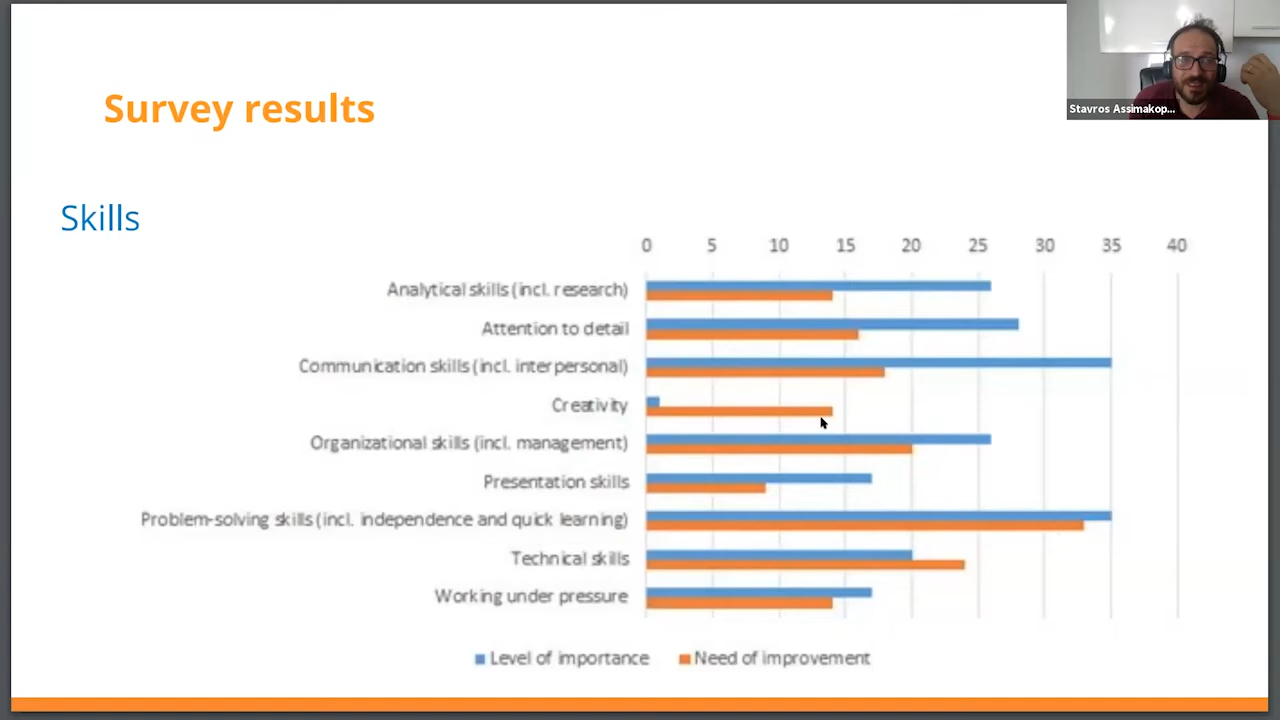 Stavros Assimakop...
Survey results
Skills
0 5 10 15 20 25 30 35 40
Analytical skills (incl. research)
Attention to detail
Communication skills (incl. interpersonal)
Creativity
Organizational skills (incl. management)
Presentation skills
Problem-solving skills (incl. independence and quick learning)
Technical skills
Working under pressure
Level of importance Need of improvement